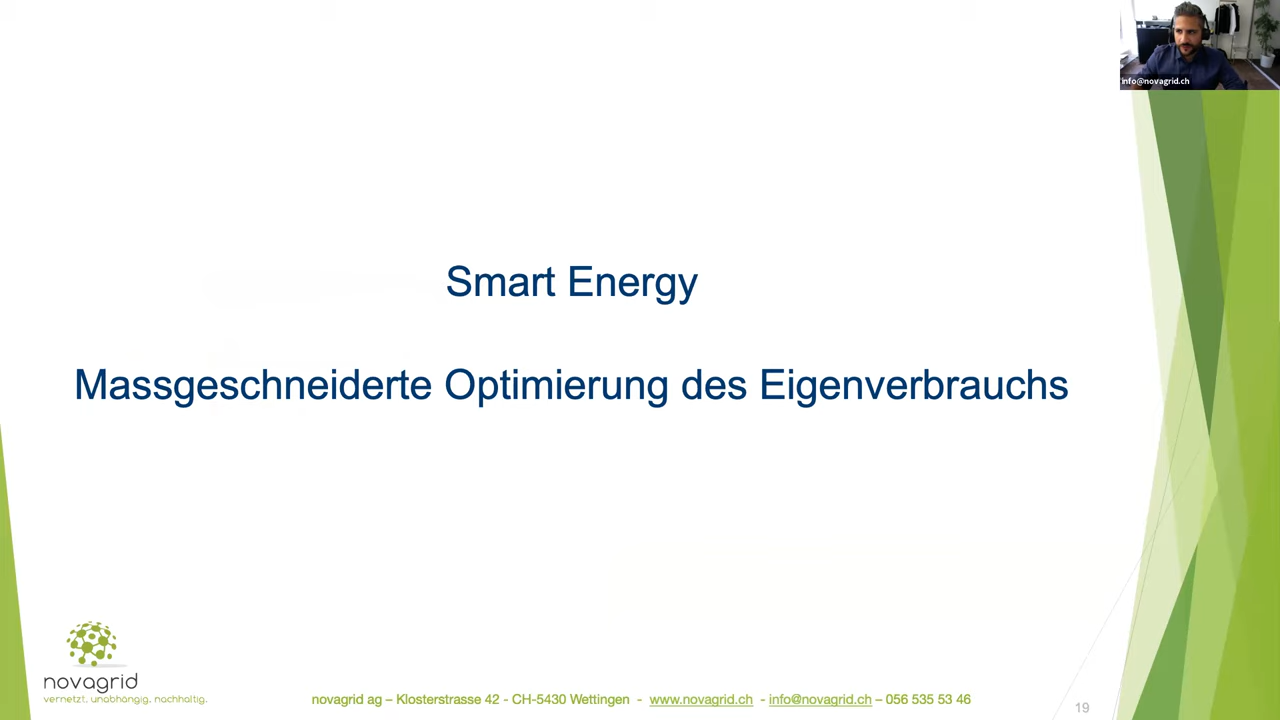 info@novagrid.ch
Smart Energy
Massgeschneiderte Optimierung des Eigenverbrauchs
novagrid
vernetzt, unabhängig, nachhaltig.
novagrid ag – Klosterstrasse 42 - CH-5430 Wettingen - www.novagrid.ch - info@novagrid.ch – 056 535 53 46
19